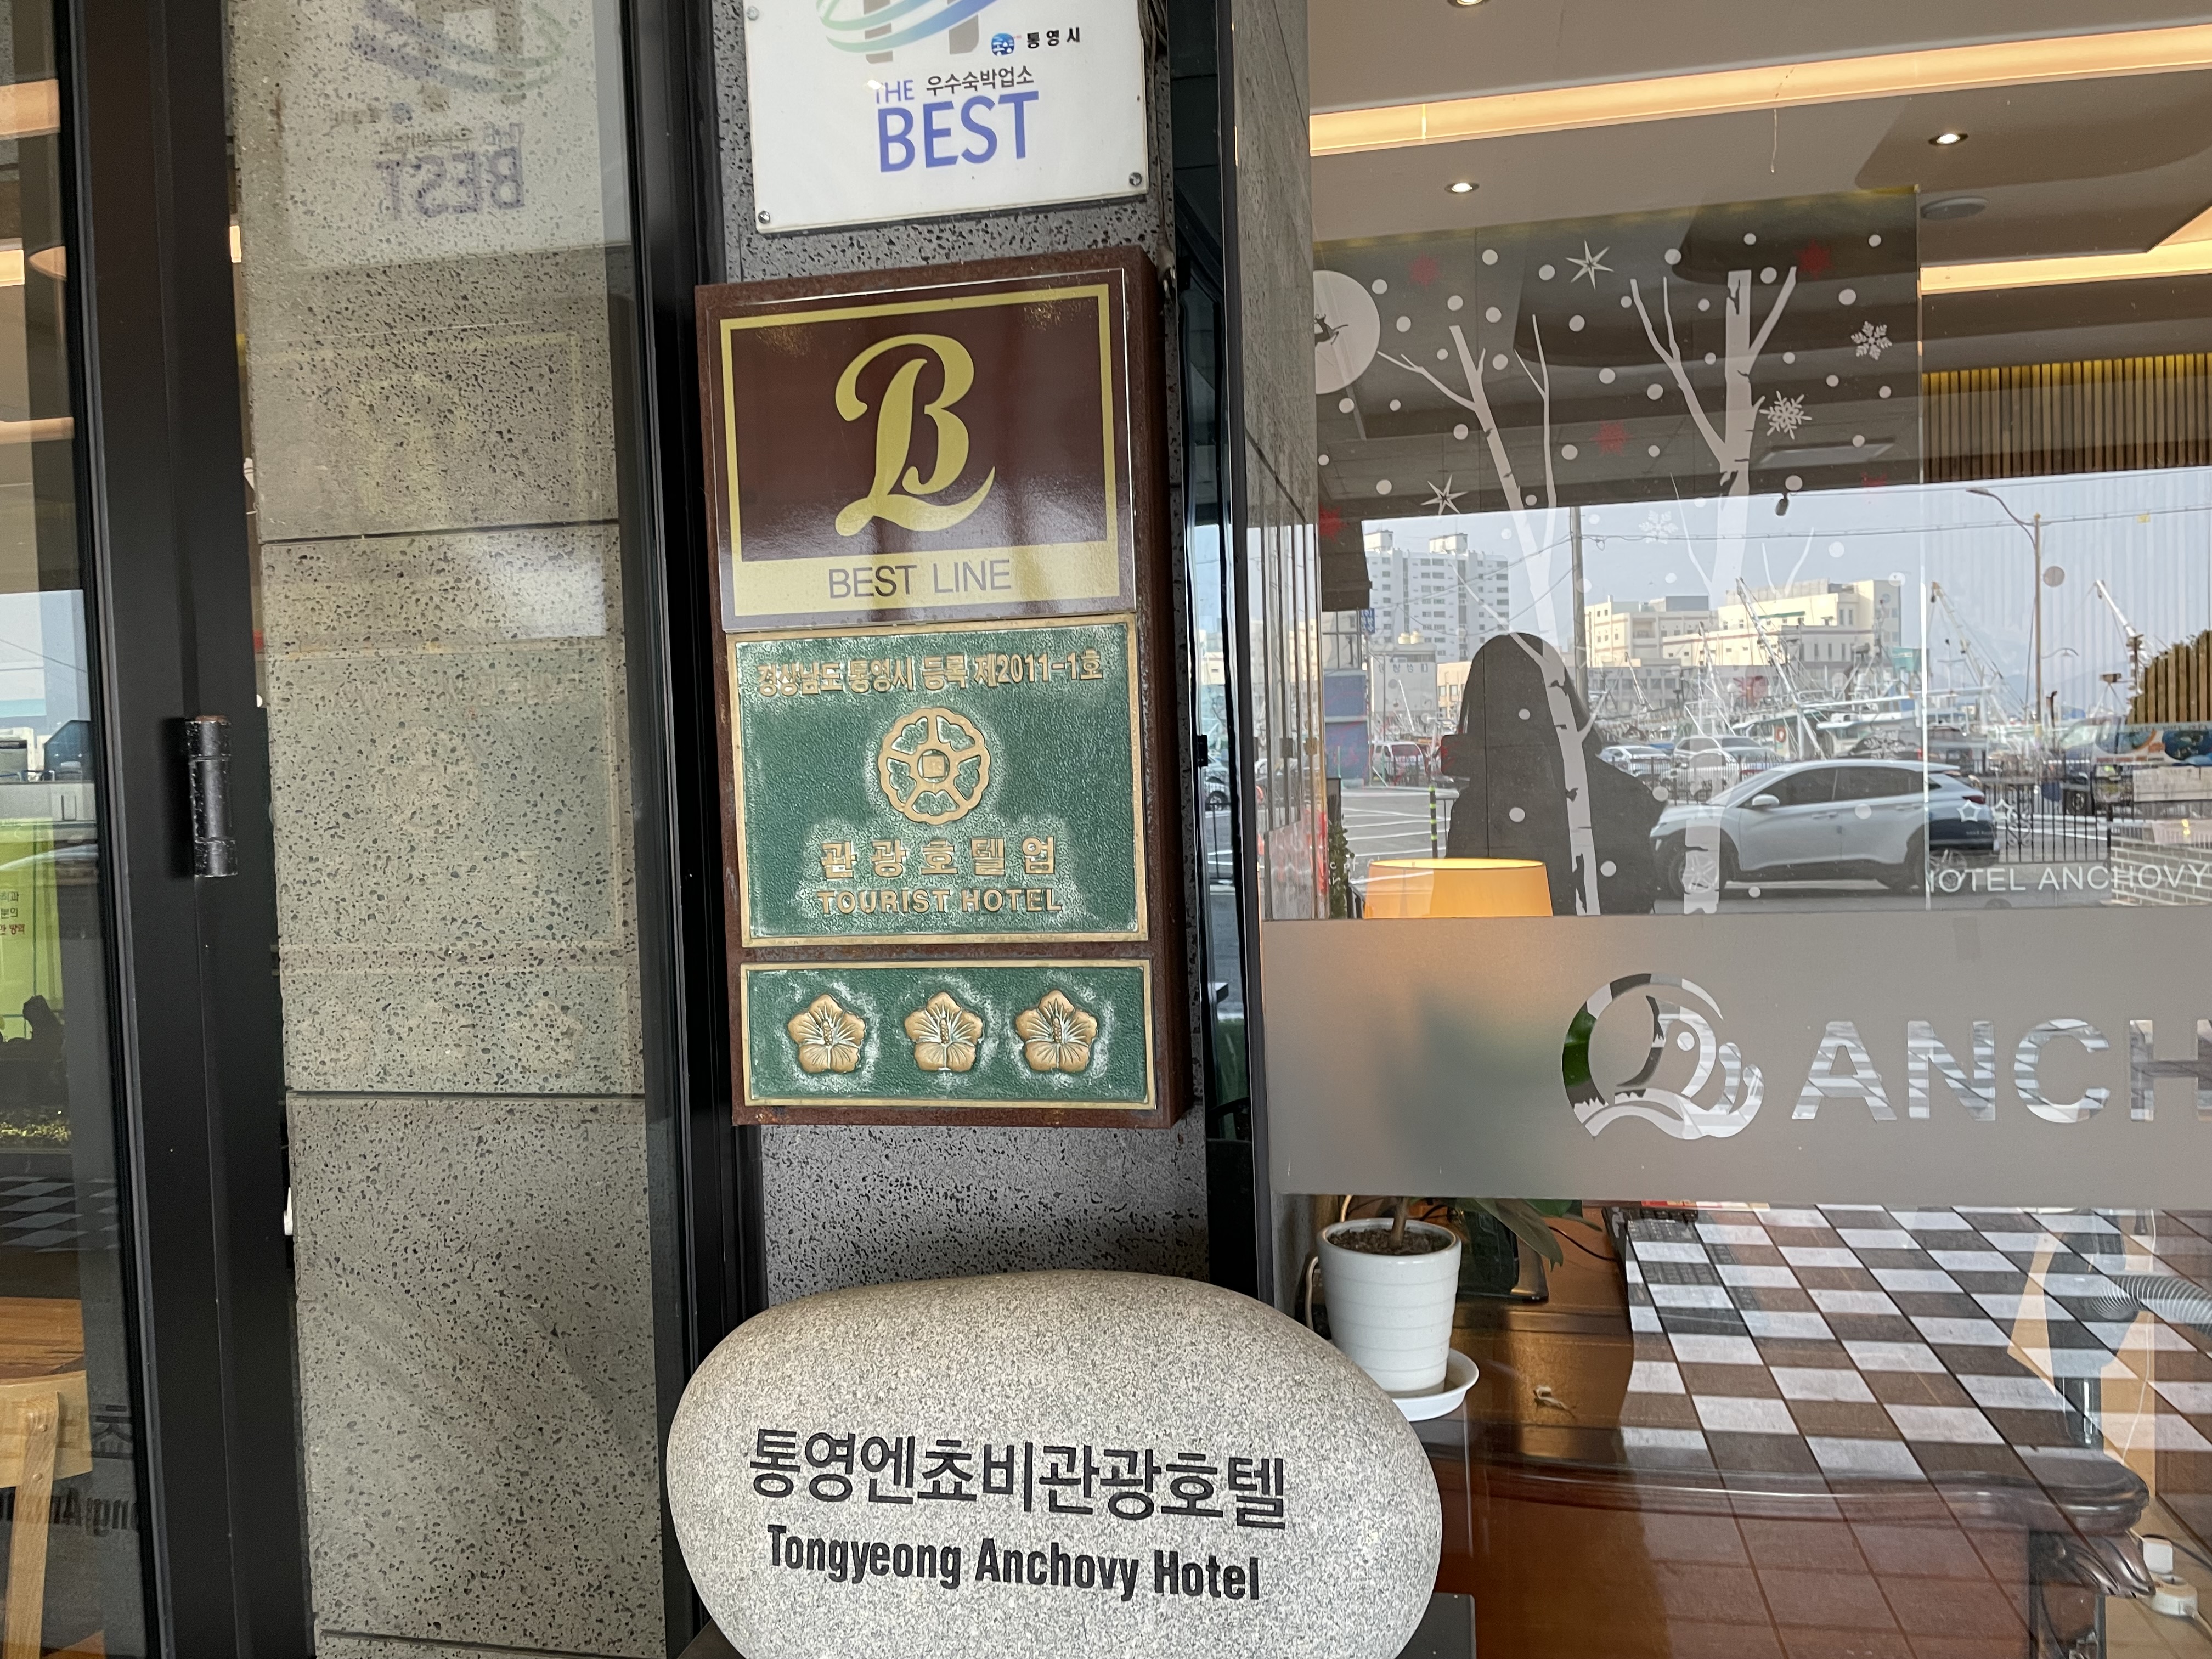 통영시
THE 우수숙박업소
BEST
B
BEST LINE
경상남도 통영시 등록 제2011-1호
관광호텔업
TOURIST HOTEL
통영엔쵸비관광호텔
Tongyeong Anchovy Hotel
HOTEL ANCHOVY
ANCH